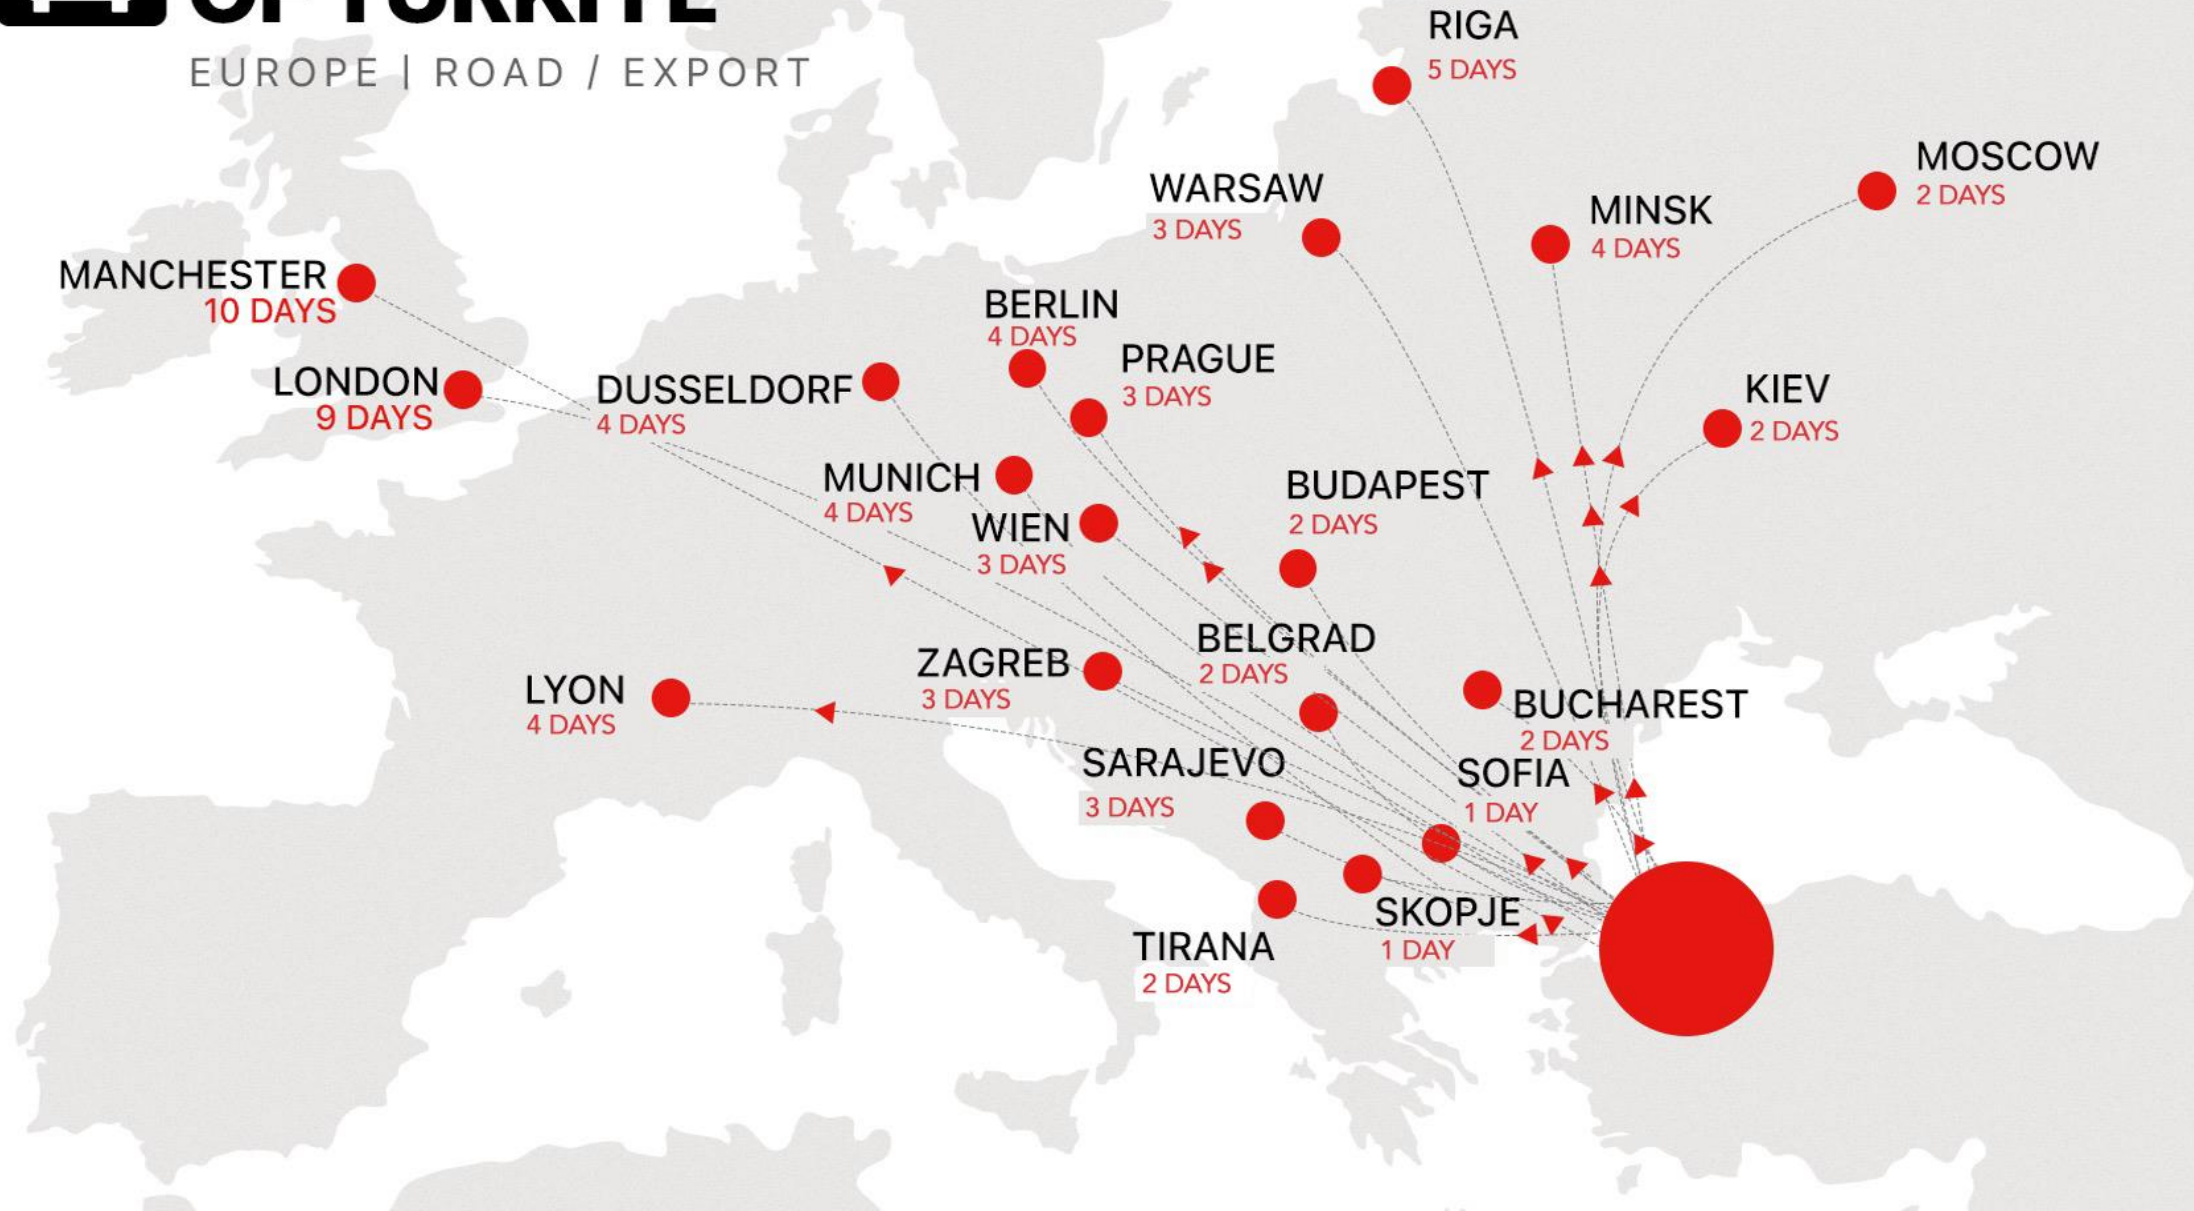 OF TÜRKİYE
EUROPE | ROAD / EXPORT
RIGA
5 DAYS
MOSCOW
2 DAYS
WARSAW
3 DAYS
MINSK
4 DAYS
MANCHESTER
10 DAYS
BERLIN
4 DAYS
PRAGUE
3 DAYS
LONDON
9 DAYS
DUSSELDORF
4 DAYS
KIEV
2 DAYS
MUNICH
4 DAYS
BUDAPEST
2 DAYS
WIEN
3 DAYS
BELGRAD
2 DAYS
ZAGREB
3 DAYS
LYON
4 DAYS
BUCHAREST
2 DAYS
SARAJEVO
3 DAYS
SOFIA
1 DAY
SKOPJE
1 DAY
TIRANA
2 DAYS